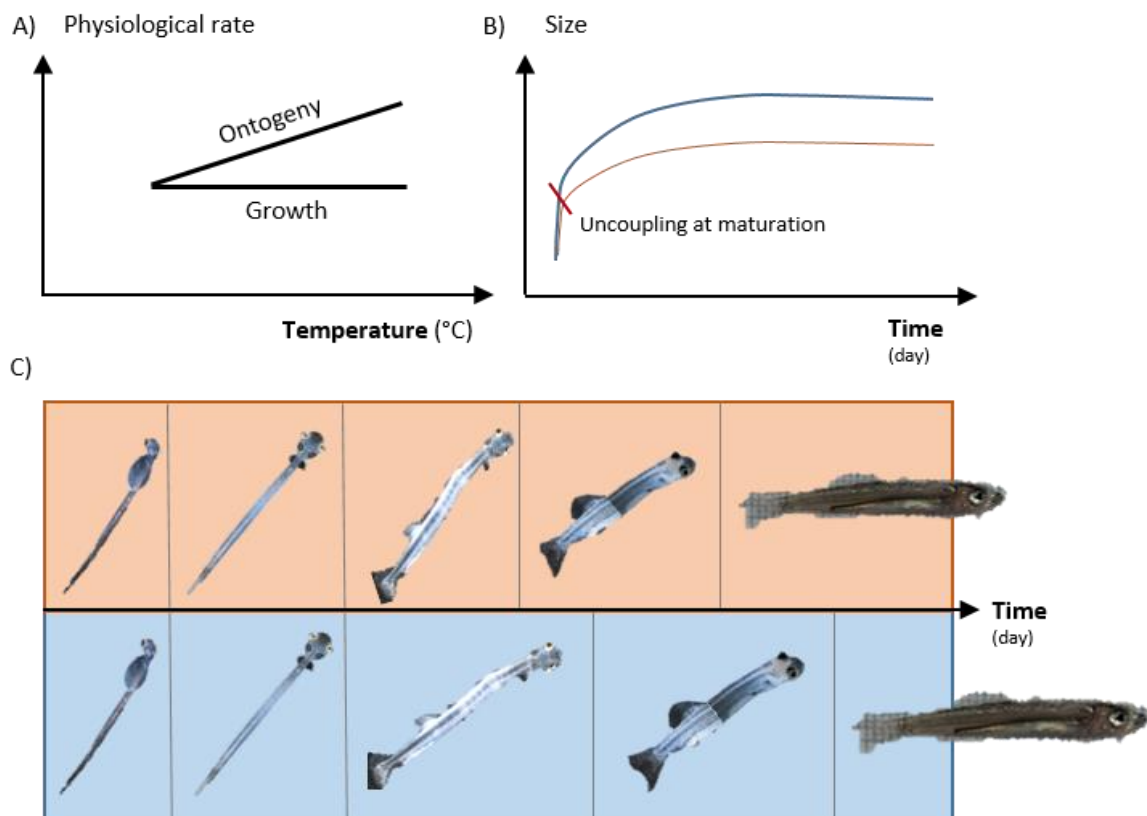 A) Physiological rate
Ontogeny
Growth
Temperature (°C)
B) Size
Uncoupling at maturation
Time
(day)
C)
Time
(day)